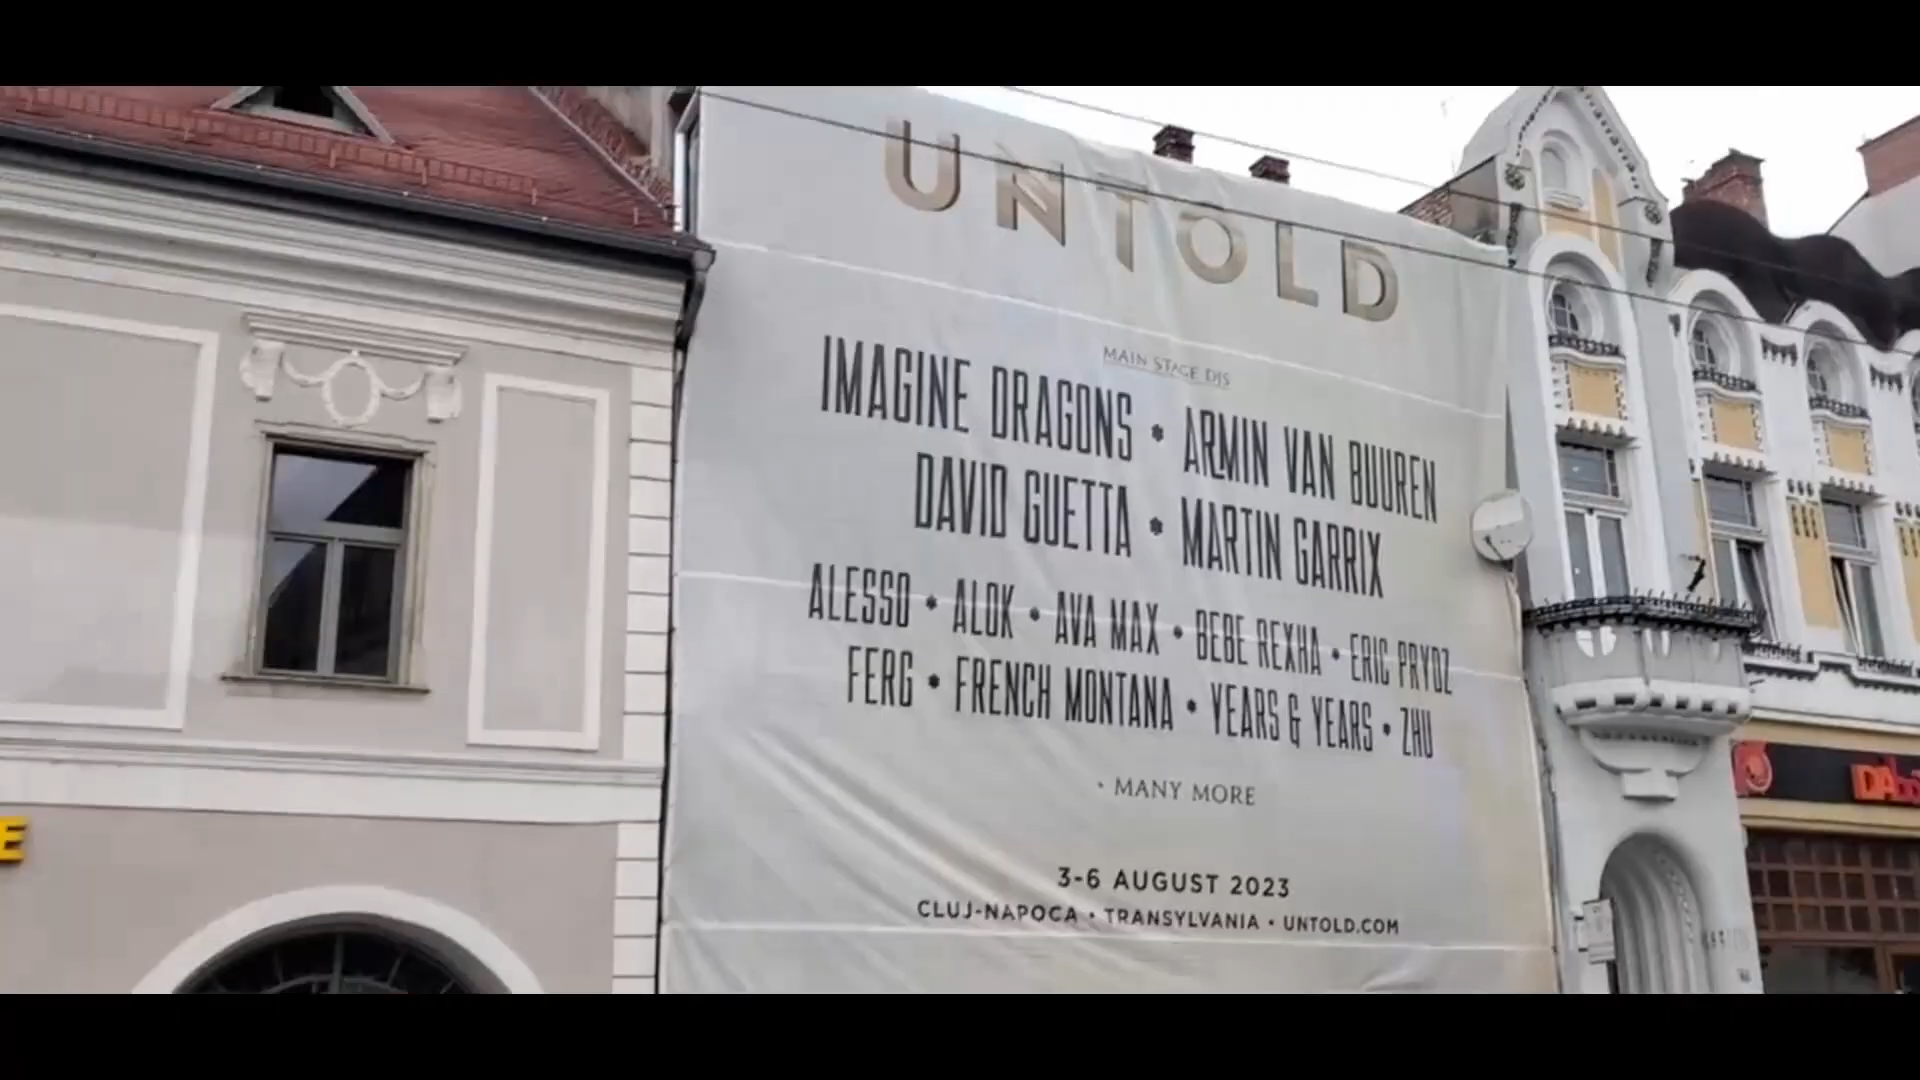 UNTOLD
MAIN STAGE DJS
IMAGINE DRAGONS • ARMIN VAN BUUREN
DAVID GUETTA • MARTIN GARRIX
ALESSO • ALOK • AVA MAX • BEBE REXHA • ERIC PRYDZ
FERG • FRENCH MONTANA • YEARS & YEARS • ZHU
• MANY MORE
3-6 AUGUST 2023
CLUJ-NAPOCA • TRANSYLVANIA • UNTOLD.COM
E